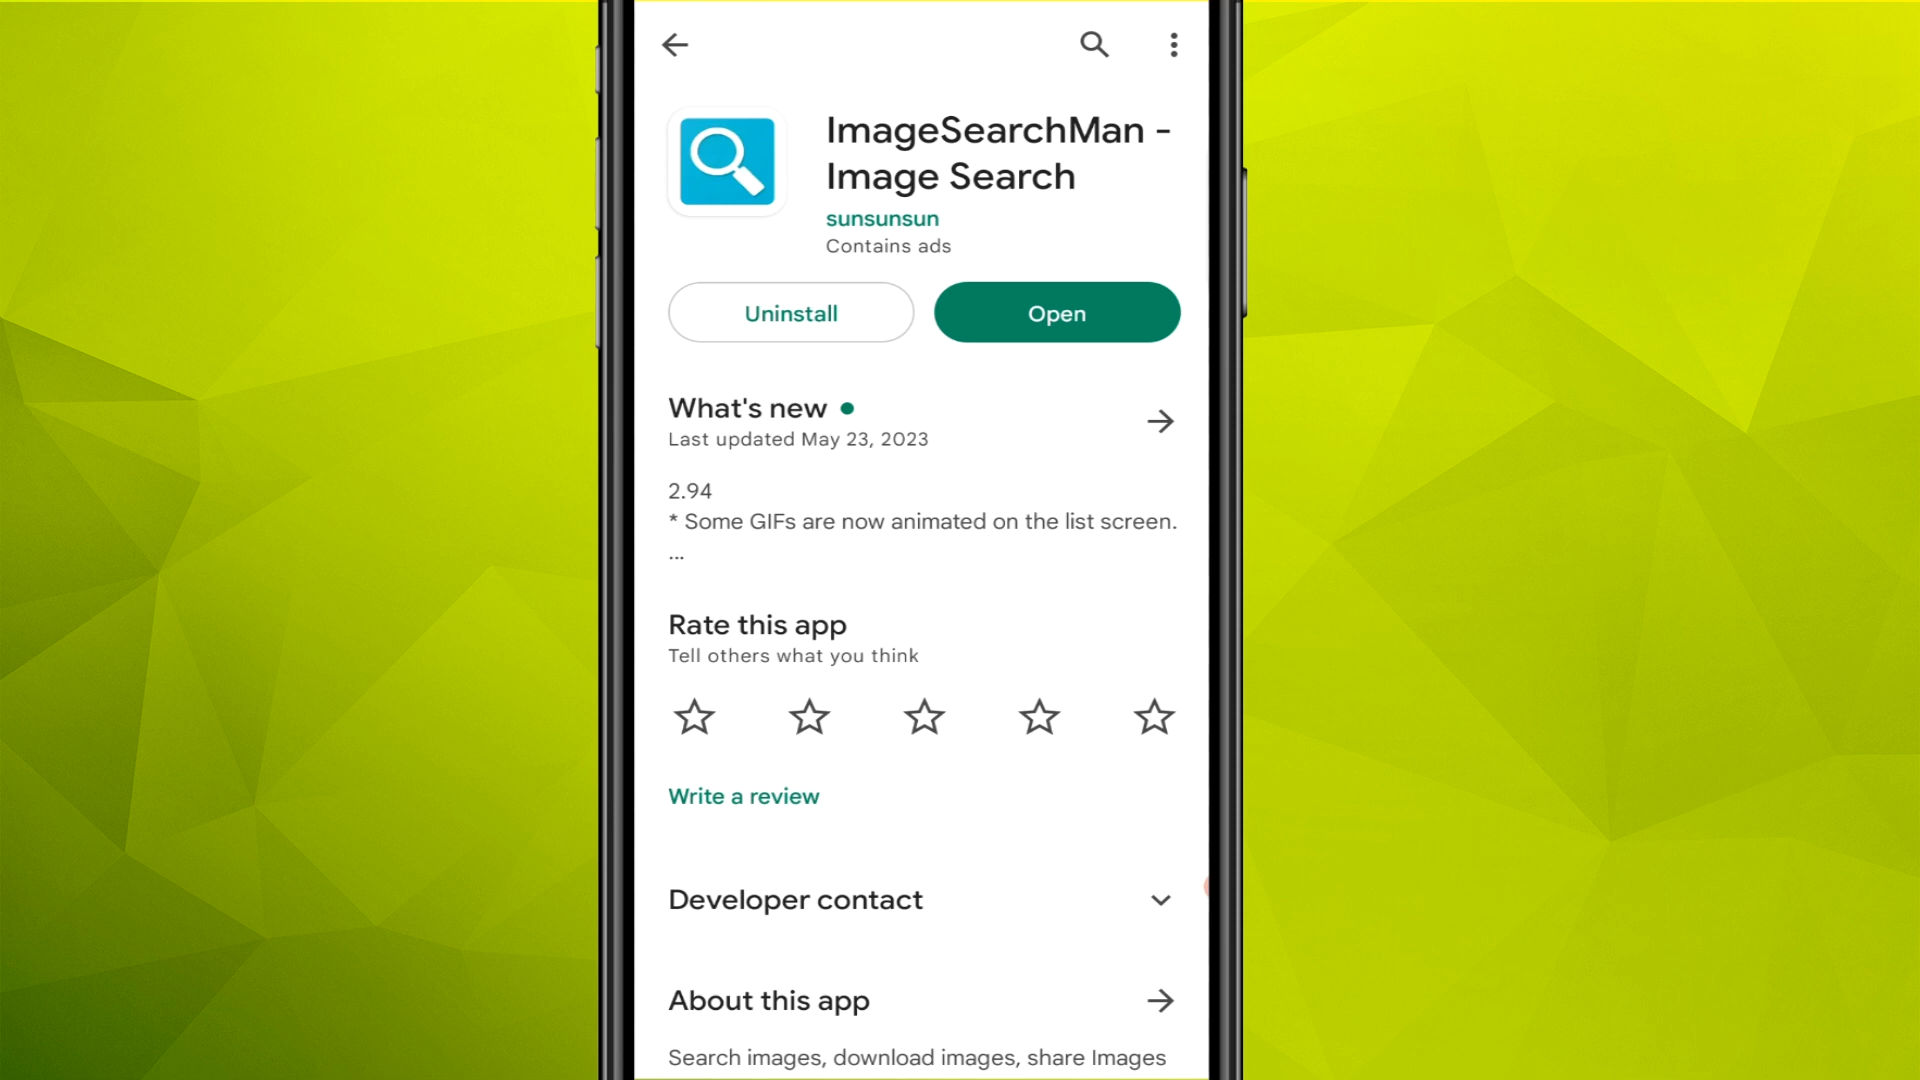 ImageSearchMan -
Image Search
sunsunsun
Contains ads
Uninstall
Open
What's new
Last updated May 23, 2023
2.94
* Some GIFs are now animated on the list screen.
...
Rate this app
Tell others what you think
Write a review
Developer contact
About this app
Search images, download images, share Images